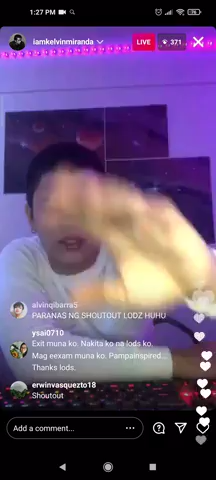 1:27 PM
iamkelvinmiranda
LIVE
371
alvinqibarra5
PARANAS NG SHOUTOUT LODZ HUHU
ysai0710
Exit muna ko. Nakita ko na lods ko.
Mag eexam muna ko. Pampainspired...
Thanks lods.
erwinvasquezto18
Shoutout
Add a comment...